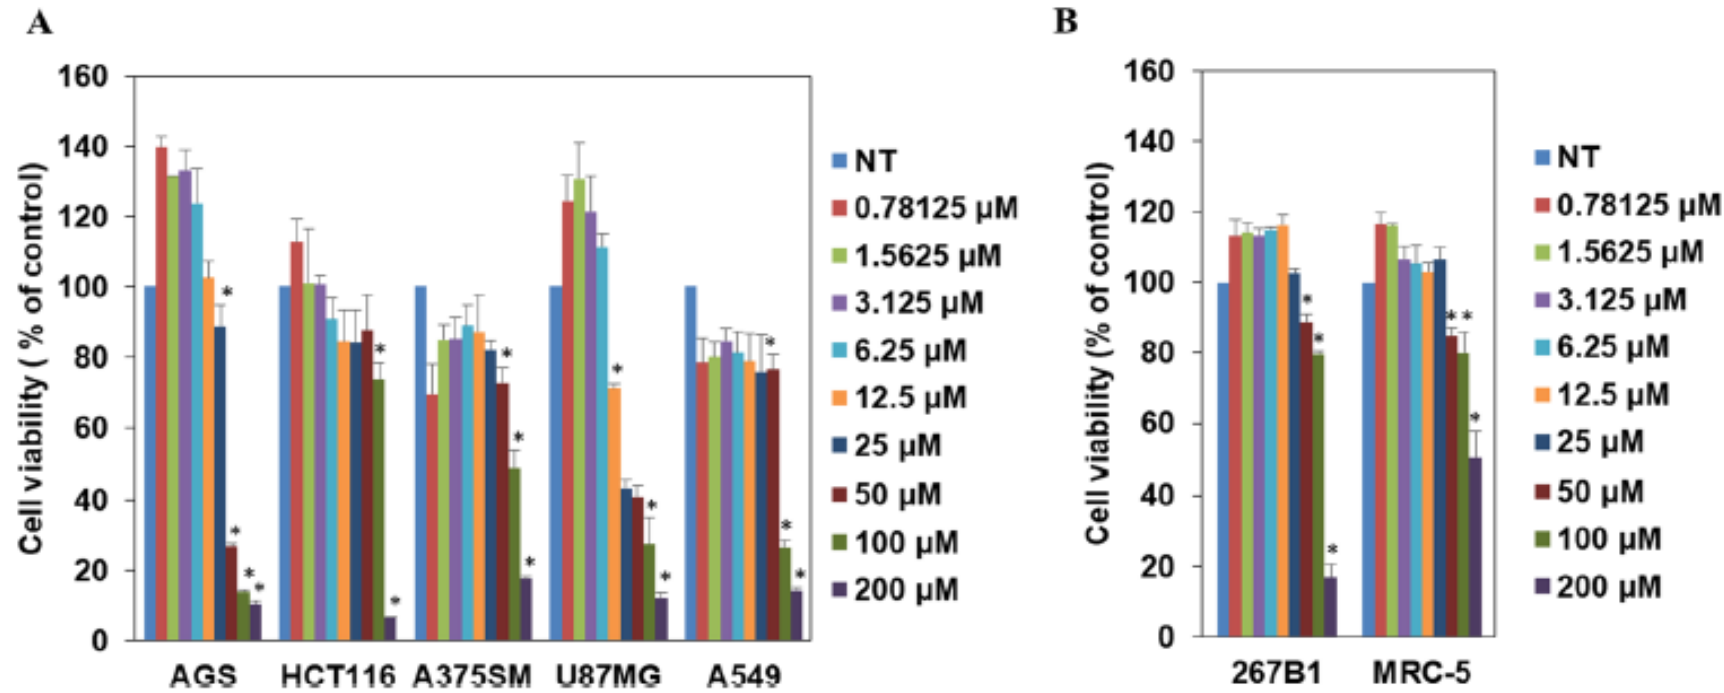 A
Cell viability ( % of control)
160
140
120
100
80
60
40
20
0
* * * * * * * * * * * * * * * *
AGS HCT116 A375SM U87MG A549
NT
0.78125 µM
1.5625 µM
3.125 µM
6.25 µM
12.5 µM
25 µM
50 µM
100 µM
200 µM
B
Cell viability (% of control)
160
140
120
100
80
60
40
20
0
* * * * * *
267B1 MRC-5
NT
0.78125 µM
1.5625 µM
3.125 µM
6.25 µM
12.5 µM
25 µM
50 µM
100 µM
200 µM